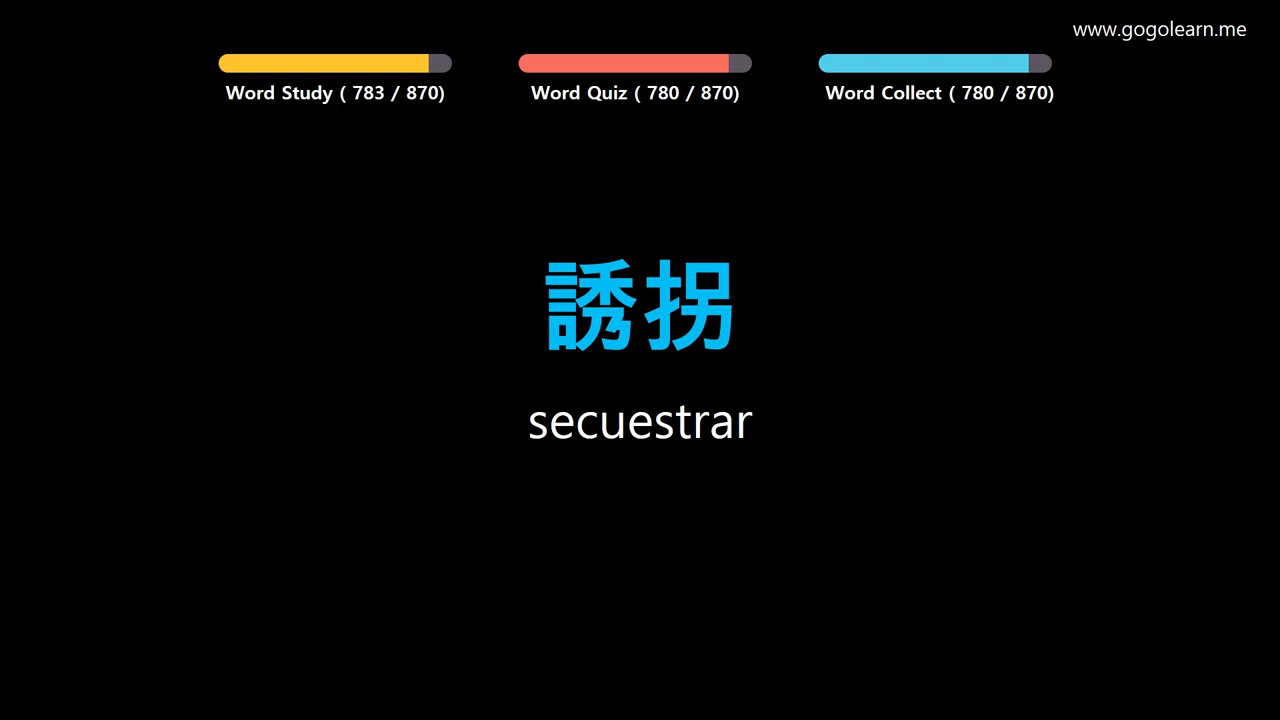 www.gogolearn.me
Word Study ( 783 / 870)
Word Quiz ( 780 / 870)
Word Collect ( 780 / 870)
誘拐
secuestrar